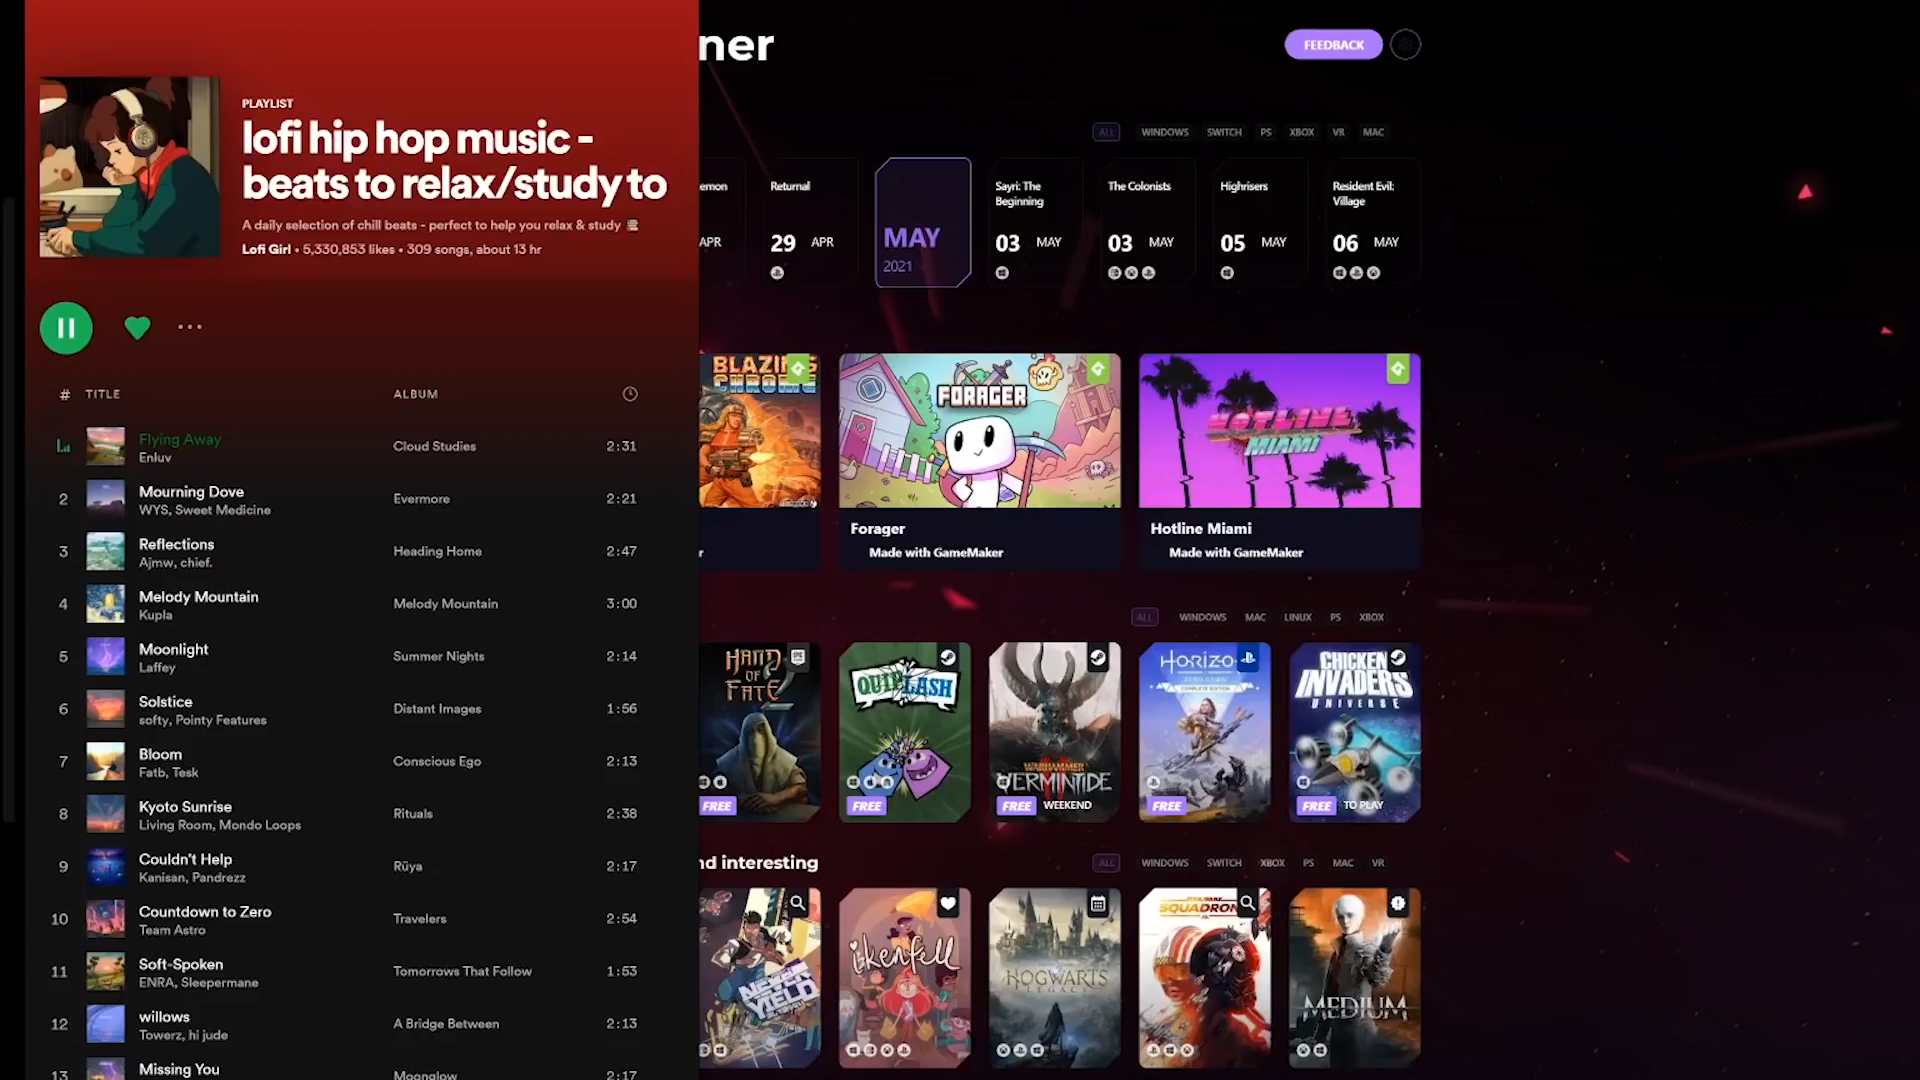 ner
FEEDBACK
PLAYLIST
lofi hip hop music -
beats to relax/study to
A daily selection of chill beats - perfect to help you relax & study
Lofi Girl • 5,330,853 likes • 309 songs, about 13 hr
ALL WINDOWS SWITCH PS XBOX VR MAC
emon
APR
Returnal
29 APR
MAY
2021
Sayri: The
Beginning
03 MAY
The Colonists
03 MAY
Highrisers
05 MAY
Resident Evil:
Village
06 MAY
# TITLE ALBUM
Flying Away
Enluv
Cloud Studies 2:31
2 Mourning Dove
WYS, Sweet Medicine
Evermore 2:21
3 Reflections
Ajmw, chief.
Heading Home 2:47
4 Melody Mountain
Kupla
Melody Mountain 3:00
5 Moonlight
Laffey
Summer Nights 2:14
6 Solstice
softy, Pointy Features
Distant Images 1:56
7 Bloom
Fatb, Tesk
Conscious Ego 2:13
8 Kyoto Sunrise
Living Room, Mondo Loops
Rituals 2:38
9 Couldn't Help
Kanisan, Pandrezz
Rüya 2:17
10 Countdown to Zero
Team Astro
Travelers 2:54
11 Soft-Spoken
ENRA, Sleepermane
Tomorrows That Follow 1:53
12 willows
Towerz, hi jude
A Bridge Between 2:13
13 Missing You
Moonglow 2:17
BLAZING
CHROME
r
FORAGER
Forager
Made with GameMaker
HOTLINE
MIAMI
Hotline Miami
Made with GameMaker
ALL WINDOWS MAC LINUX PS XBOX
HAND
OF
FATE
2
EPIC
FREE
QUIPLASH
FREE
WARHAMMER
VERMINTIDE
FREE WEEKEND
HORIZO
COMPLETE EDITION
FREE
CHICKEN
INVADERS
UNIVERSE
FREE TO PLAY
nd interesting
ALL WINDOWS SWITCH XBOX PS MAC VR
NEVER
YIELD
ikenfell
HOGWARTS
LEGACY
SQUADRON
MEDIUM